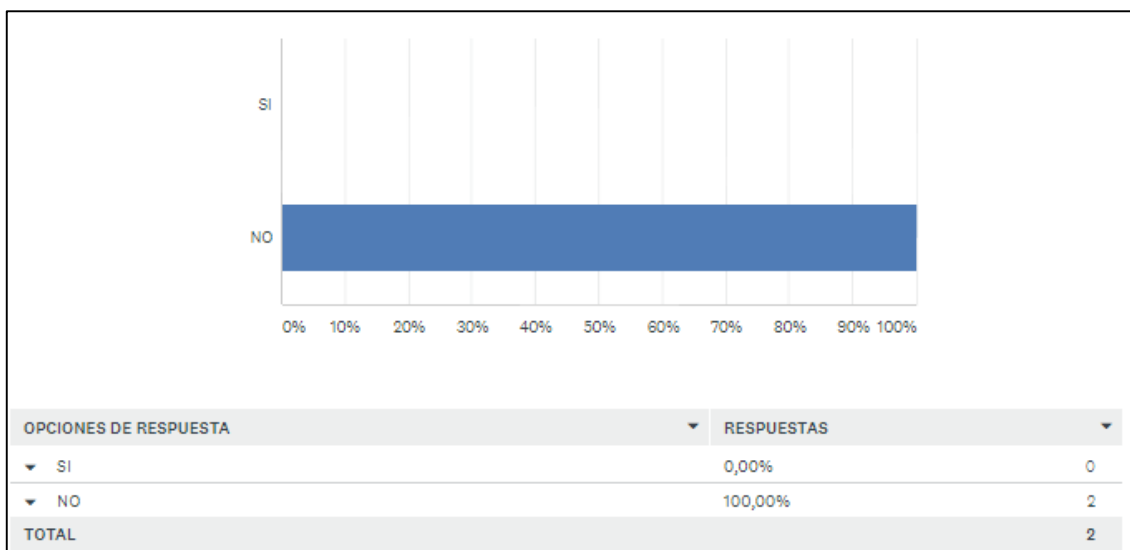 SI
NO
0% 10% 20% 30% 40% 50% 60% 70% 80% 90% 100%
OPCIONES DE RESPUESTA RESPUESTAS
SI 0,00% 0
NO 100,00% 2
TOTAL 2